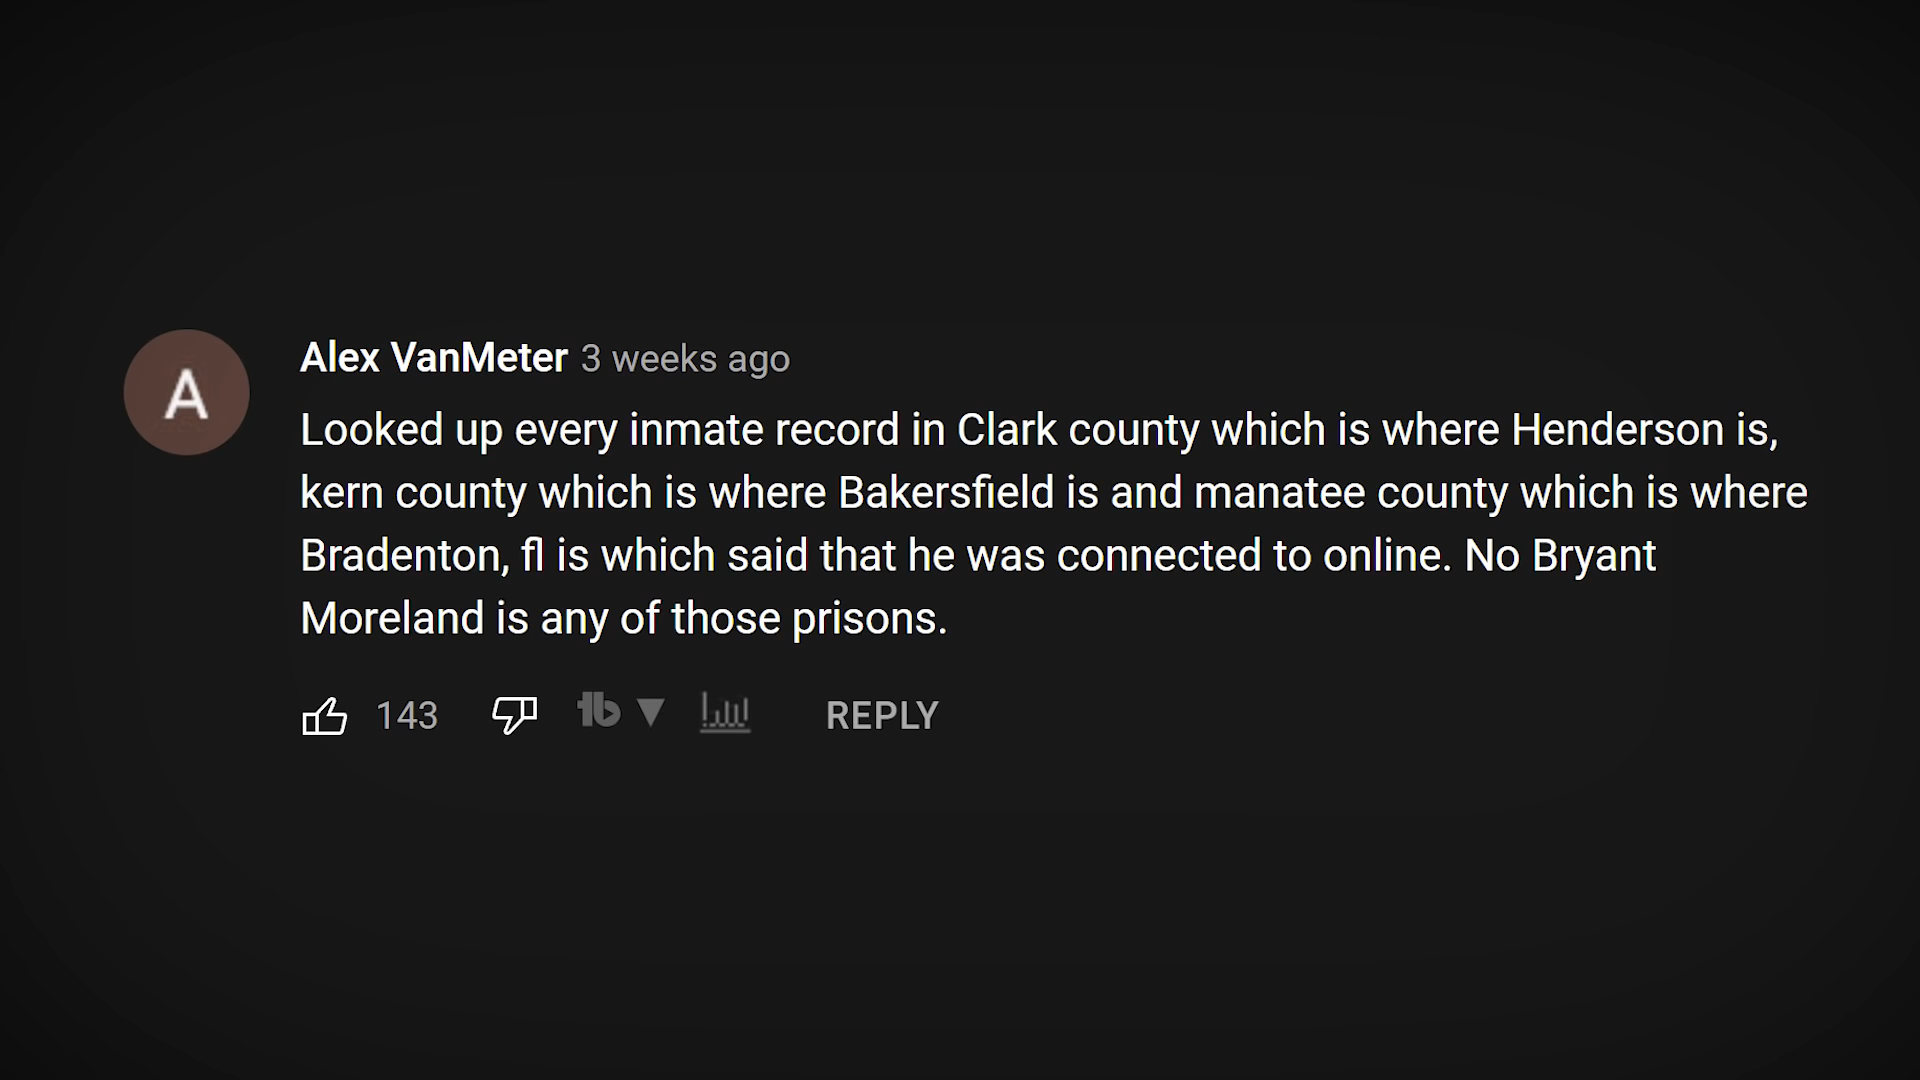 A
Alex VanMeter 3 weeks ago
Looked up every inmate record in Clark county which is where Henderson is,
kern county which is where Bakersfield is and manatee county which is where
Bradenton, fl is which said that he was connected to online. No Bryant
Moreland is any of those prisons.
143 tb REPLY